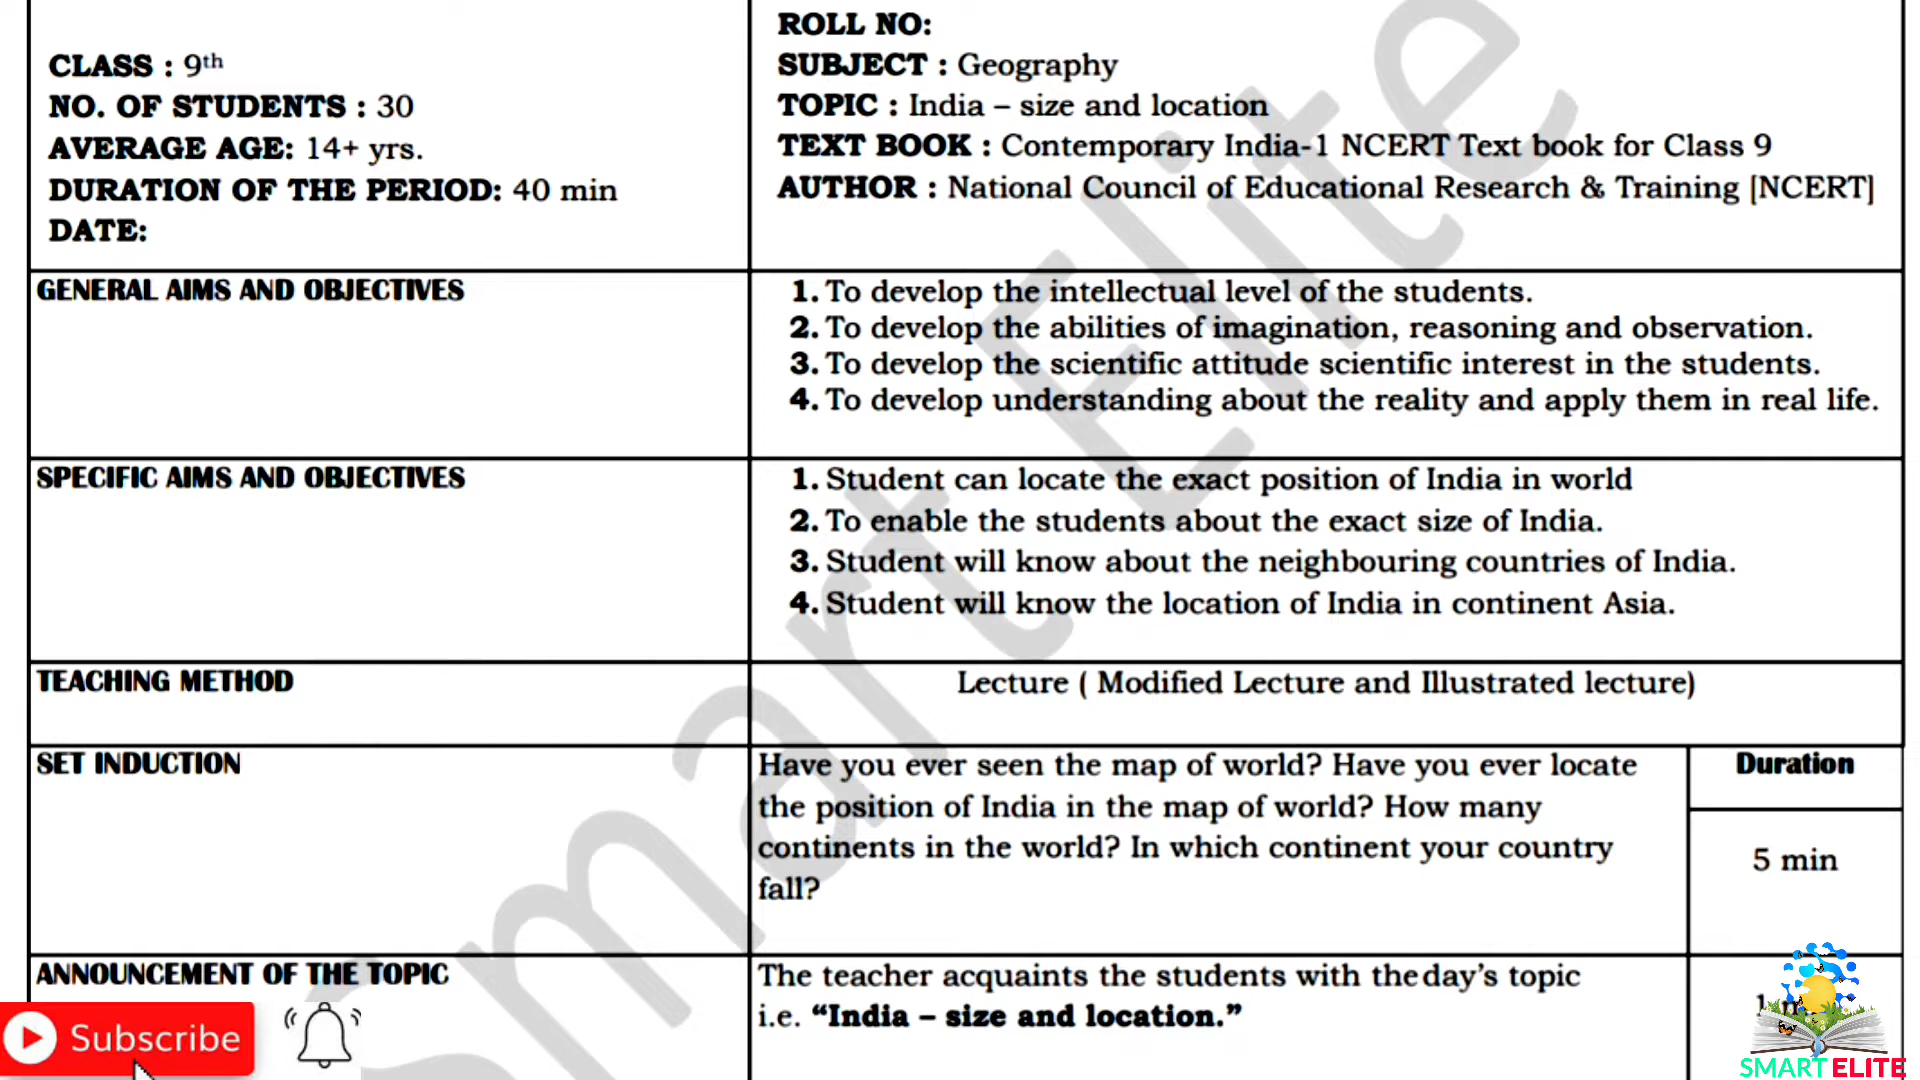 CLASS : 9th
NO. OF STUDENTS : 30
AVERAGE AGE: 14+ yrs.
DURATION OF THE PERIOD: 40 min
DATE:
ROLL NO:
SUBJECT : Geography
TOPIC : India – size and location
TEXT BOOK : Contemporary India-1 NCERT Text book for Class 9
AUTHOR : National Council of Educational Research & Training [NCERT]
GENERAL AIMS AND OBJECTIVES
1. To develop the intellectual level of the students.
2. To develop the abilities of imagination, reasoning and observation.
3. To develop the scientific attitude scientific interest in the students.
4. To develop understanding about the reality and apply them in real life.
SPECIFIC AIMS AND OBJECTIVES
1. Student can locate the exact position of India in world
2. To enable the students about the exact size of India.
3. Student will know about the neighbouring countries of India.
4. Student will know the location of India in continent Asia.
TEACHING METHOD
Lecture ( Modified Lecture and Illustrated lecture)
SET INDUCTION
Have you ever seen the map of world? Have you ever locate
the position of India in the map of world? How many
continents in the world? In which continent your country
fall?
Duration
5 min
ANNOUNCEMENT OF THE TOPIC
The teacher acquaints the students with the day's topic
i.e. “India – size and location.”
Subscribe
SMART ELITE
Smart Elite